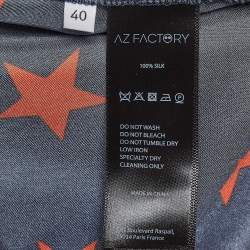 40
AZ FACTORY
100% SILK
DO NOT WASH
DO NOT BLEACH
DO NOT TUMBLE DRY
LOW IRON
SPECIALTY DRY
CLEANING ONLY
MADE IN CHINA
Boulevard Raspail,
Paris France